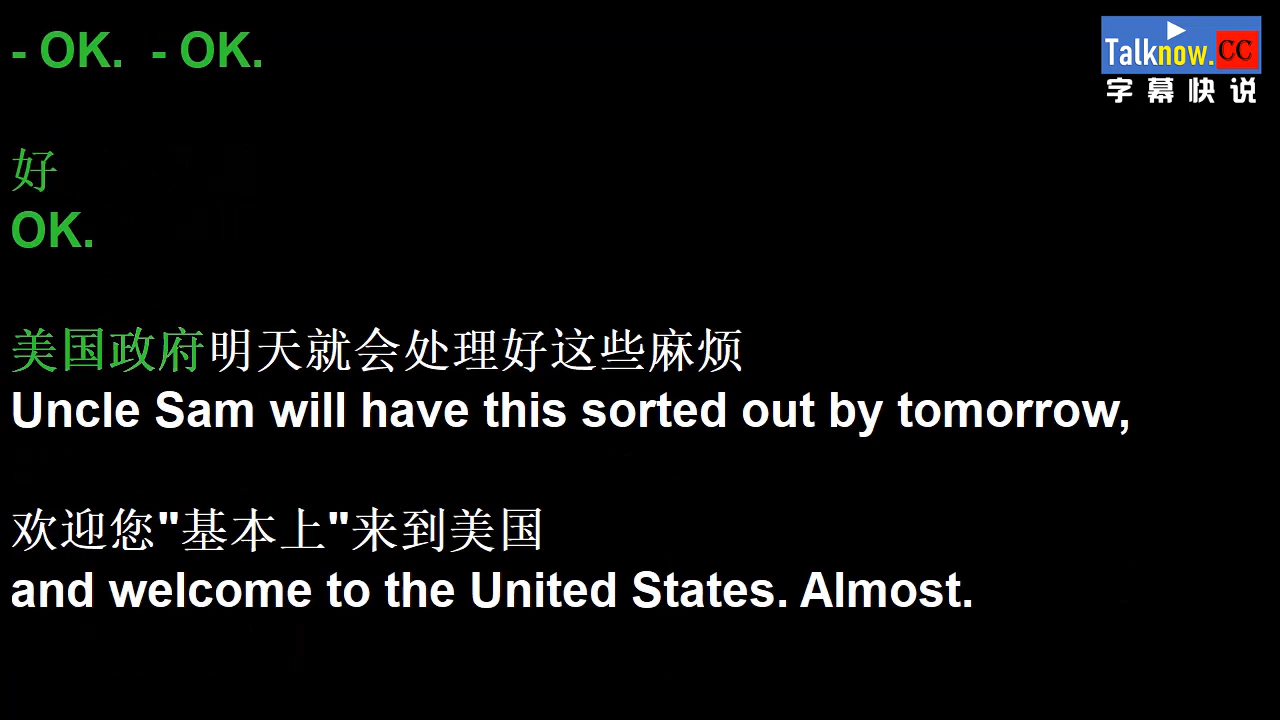 - OK.  - OK.
Talknow.CC
字幕快说
好
OK.
美国政府明天就会处理好这些麻烦
Uncle Sam will have this sorted out by tomorrow,
欢迎您"基本上"来到美国
and welcome to the United States. Almost.